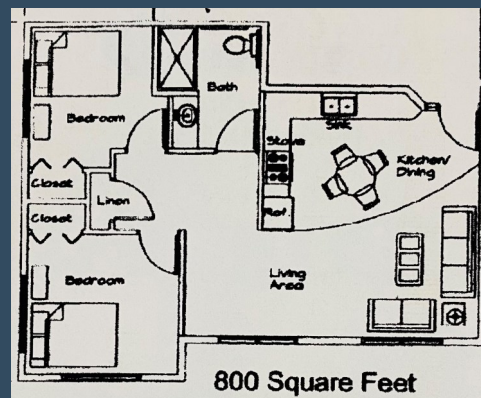 Bath
Bedroom
Sink
Stove
Kitchen/
Dining
Closet
Linen
Ref.
Closet
Bedroom
Living
Area
800 Square Feet